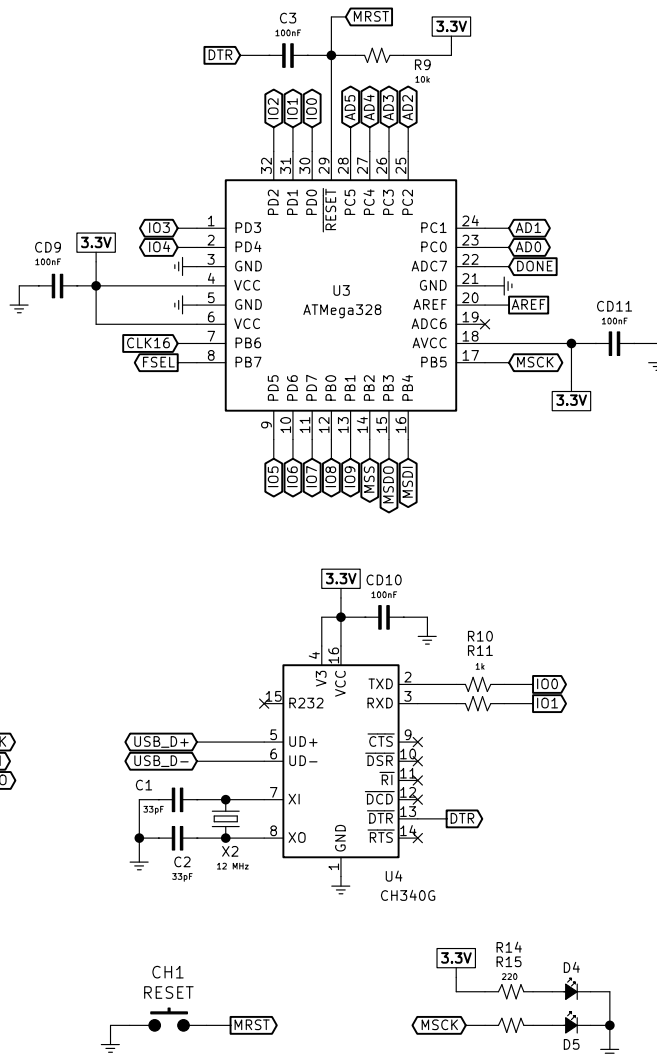 C3
100nF
MRST
3.3V
DTR
R9
10k
IO2
IO1
IO0
AD5
AD4
AD3
AD2
32
31
30
29
28
27
26
25
PD2
PD1
PD0
RESET
PC5
PC4
PC3
PC2
IO3 1 PD3
IO4 2 PD4
3 GND
4 VCC
5 GND
6 VCC
CLK16 7 PB6
FSEL 8 PB7
CD9
100nF
3.3V
U3
ATMega328
PC1 24 AD1
PC0 23 AD0
ADC7 22 DONE
GND 21
AREF 20 AREF
ADC6 19
AVCC 18
PB5 17 MSCK
CD11
100nF
3.3V
PD5
PD6
PD7
PB0
PB1
PB2
PB3
PB4
9
10
11
12
13
14
15
16
IO5
IO6
IO7
IO8
IO9
MSS
MSDO
MSDI
3.3V
CD10
100nF
4
16
V3
VCC
R10
R11
1k
TXD 2 IO0
RXD 3 IO1
15 R232
K
O
USB_D+ 5 UD+
USB_D- 6 UD-
7 XI
8 XO
CTS 9
DSR 10
RI 11
DCD 12
DTR 13 DTR
RTS 14
C1
33pF
C2
33pF
X2
12 MHz
GND
1
U4
CH340G
CH1
RESET
MRST
3.3V
R14
R15
220
D4
MSCK
D5